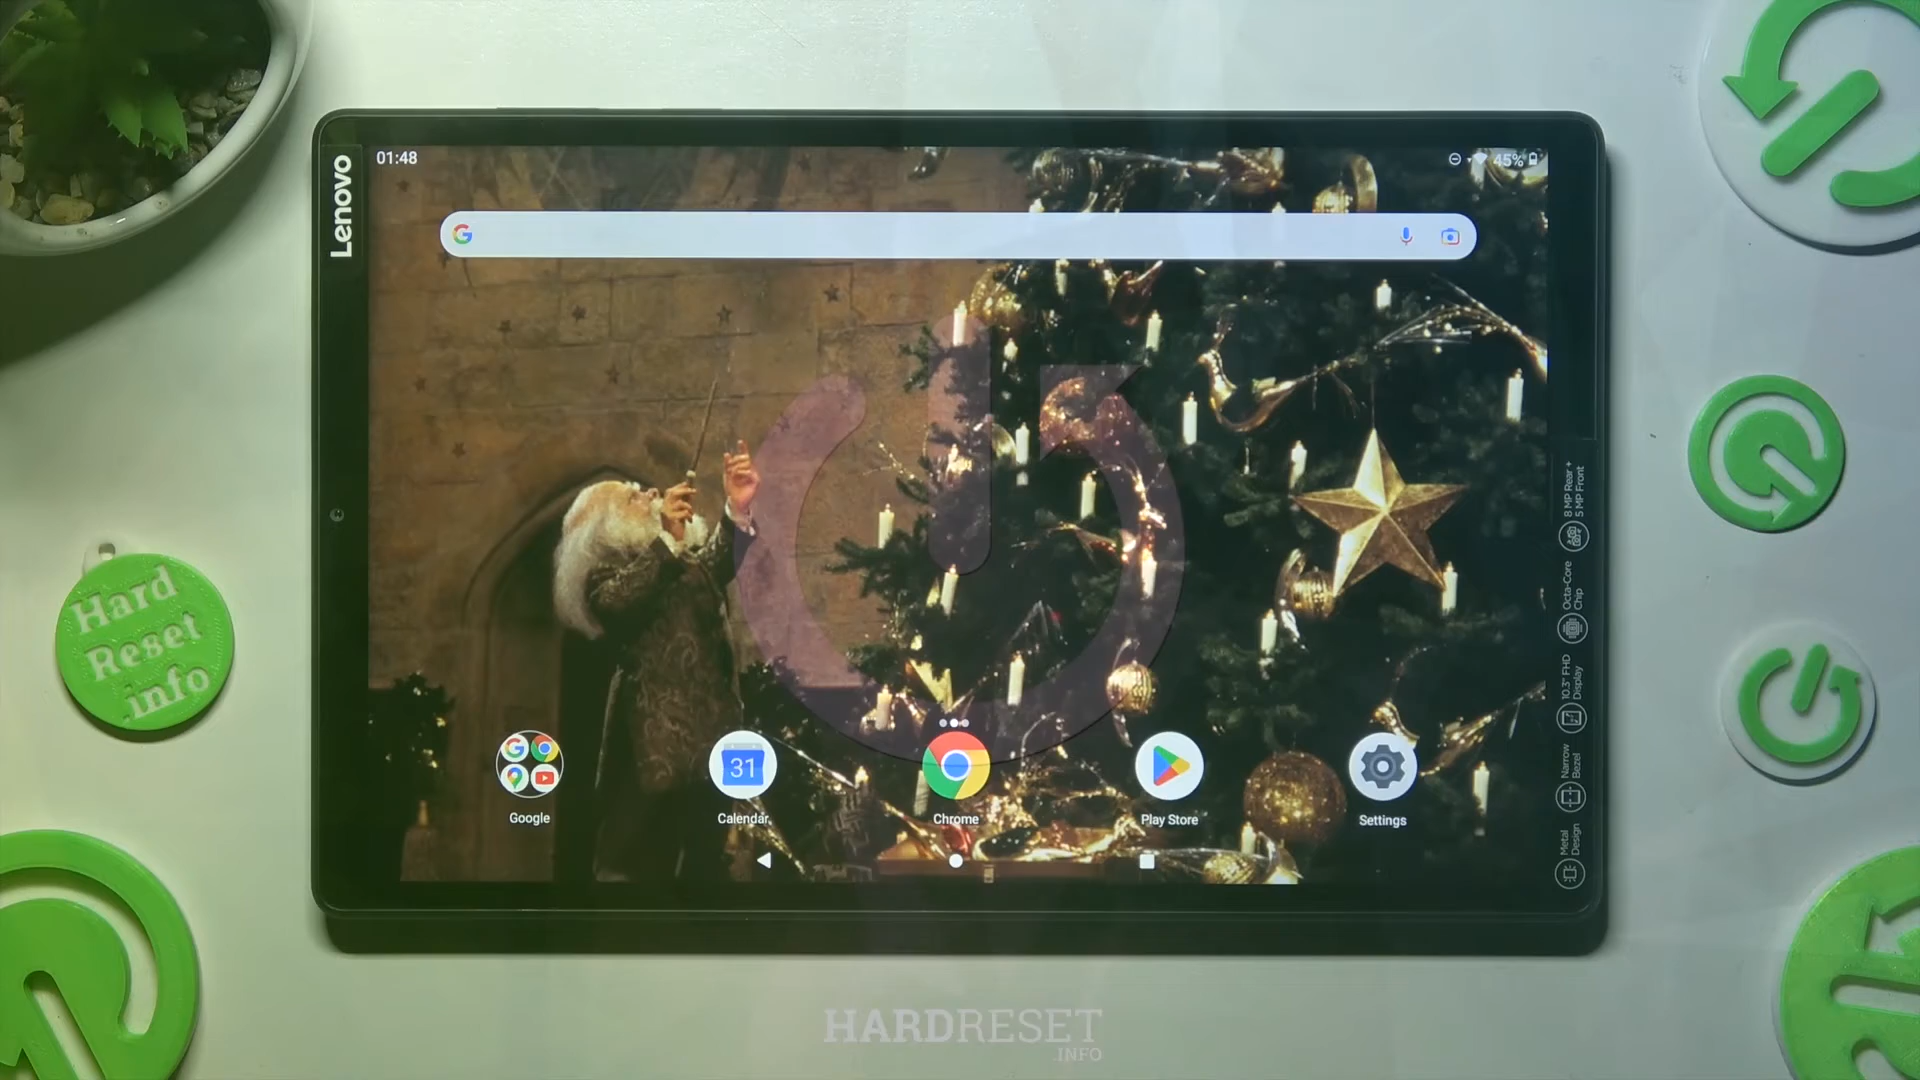 Lenovo
01:48
45%
31
Google
Calendar
Chrome
Play Store
Settings
8 MP Rear +
5 MP Front
Octa-Core
Chip
10.3" FHD
Display
Narrow
Bezel
Metal
Design
Hard
Reset
.info
HARDRESET
.INFO